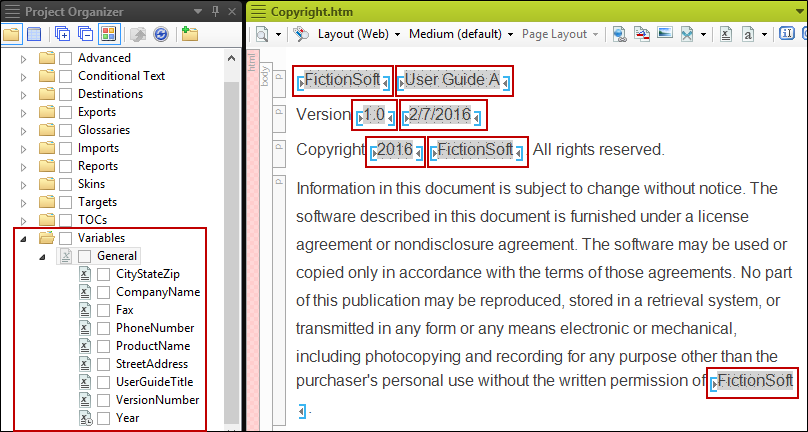 Project Organizer
Advanced
Conditional Text
Destinations
Exports
Glossaries
Imports
Reports
Skins
Targets
TOCs
Variables
General
CityStateZip
CompanyName
Fax
PhoneNumber
ProductName
StreetAddress
UserGuideTitle
VersionNumber
Year
Copyright.htm
Layout (Web) Medium (default) Page Layout
html
body
p
FictionSoft User Guide A
p
Version 1.0 2/7/2016
p
Copyright 2016 FictionSoft All rights reserved.
p
Information in this document is subject to change without notice. The
software described in this document is furnished under a license
agreement or nondisclosure agreement. The software may be used or
copied only in accordance with the terms of those agreements. No part
of this publication may be reproduced, stored in a retrieval system, or
transmitted in any form or any means electronic or mechanical,
including photocopying and recording for any purpose other than the
purchaser's personal use without the written permission of FictionSoft
.